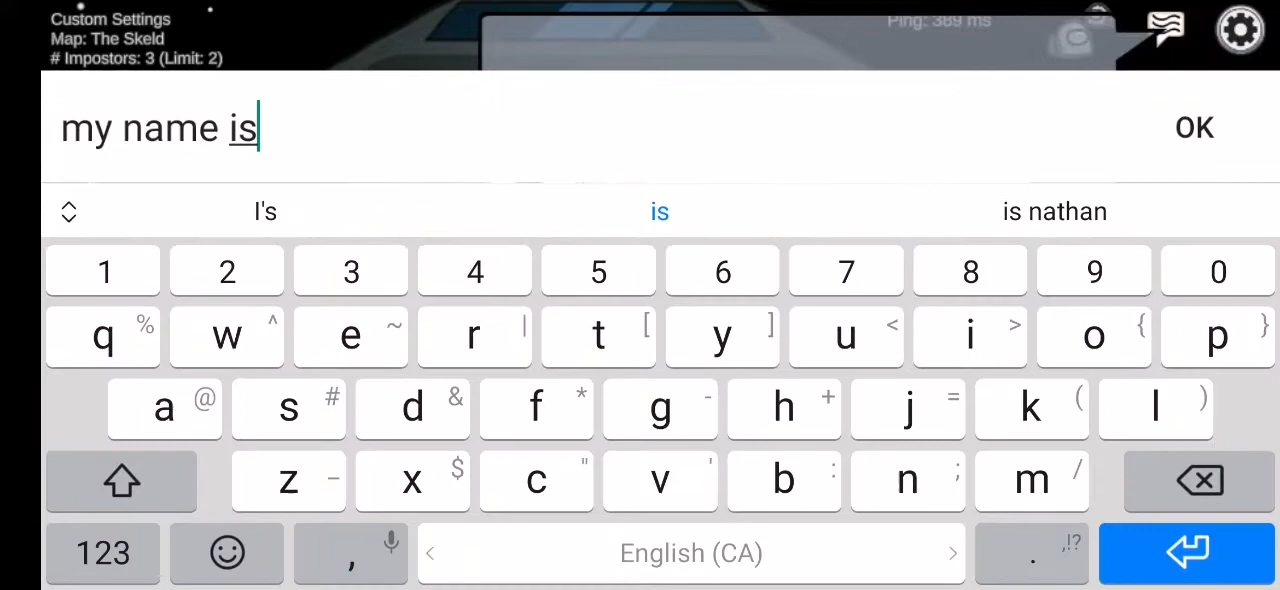 Custom Settings
Map: The Skeld
# Impostors: 3 (Limit: 2)
Ping: 389 ms
my name is
OK
I's is is nathan
1 2 3 4 5 6 7 8 9 0
q % w ^ e ~ r | t [ y ] u < i > o { p }
a @ s # d & f * g - h + j = k ( l )
z _ x $ c " v ' b : n ; m /
123 , < English (CA) > . ,!?